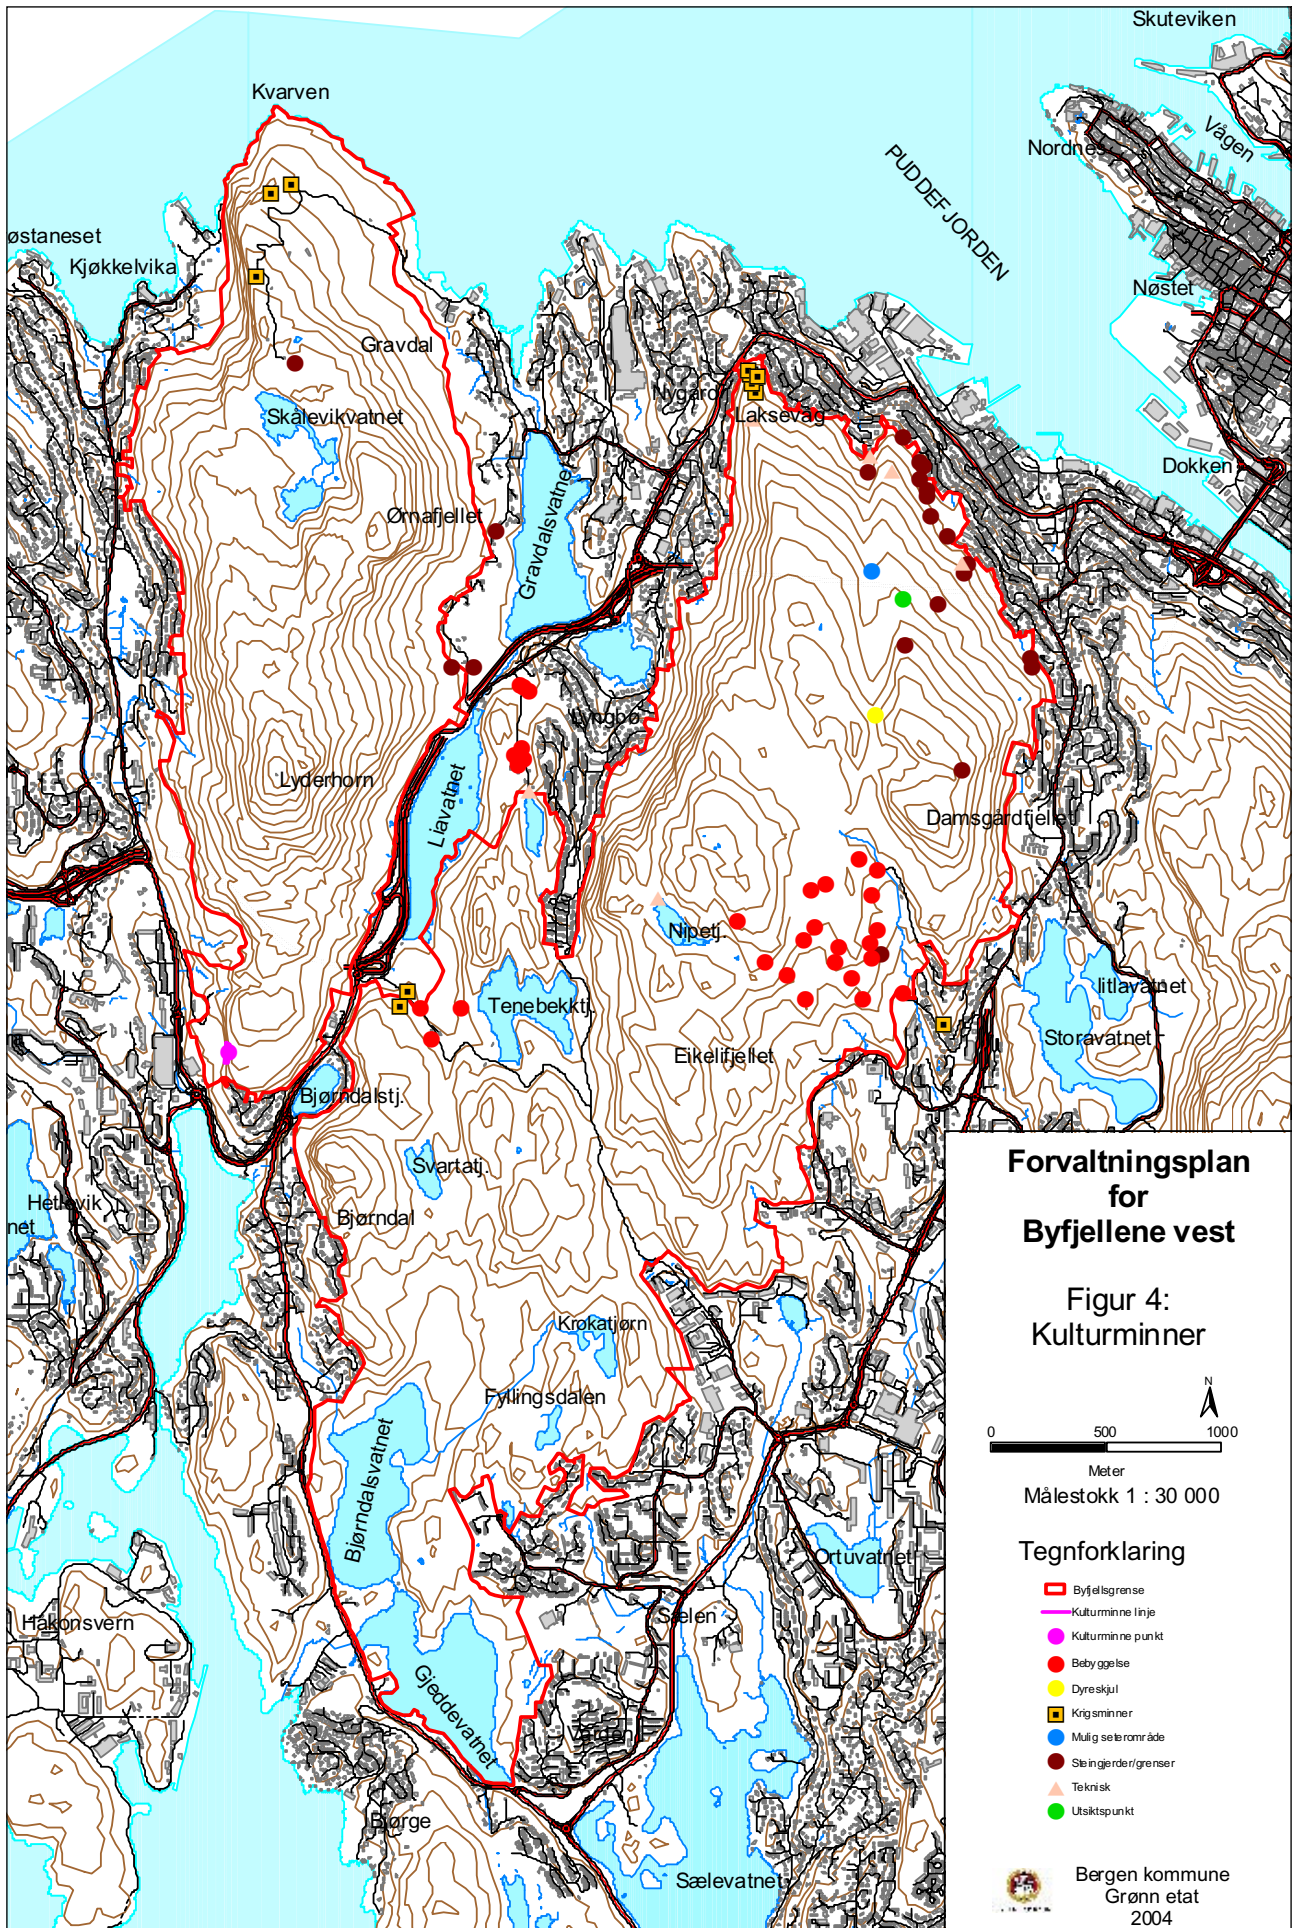 Skuteviken
Kvarven
Vågen
Nordnes
PUDDEFJORDEN
østaneset
Kjøkkelvika
Nøstet
Gravdal
Nygård
Laksevåg
Skålevikvatnet
Dokken
Gravdalsvatnet
Ørnafjellet
Lyngbø
Lyderhorn
Liavatnet
Damsgårdfjellet
Nipetj.
Tenebekktj.
litlavatnet
Storavatnet
Eikelifjellet
Bjørndalstj.
Svartatj.
Hetlevik
net
Bjørndal
Krokatjørn
Fyllingsdalen
Bjørndalsvatnet
Ortuvatnet
Håkonsvern
Sælen
Gjeddevatnet
Bjørge
Sælevatnet
Forvaltningsplan
for
Byfjellene vest
Figur 4:
Kulturminner
N
0 500 1000
Meter
Målestokk 1 : 30 000
Tegnforklaring
Byfjellsgrense
Kulturminne linje
Kulturminne punkt
Bebyggelse
Dyreskjul
Krigsminner
Mulig seterområde
Steingjerder/grenser
Teknisk
Utsiktspunkt
Bergen kommune
Grønn etat
2004